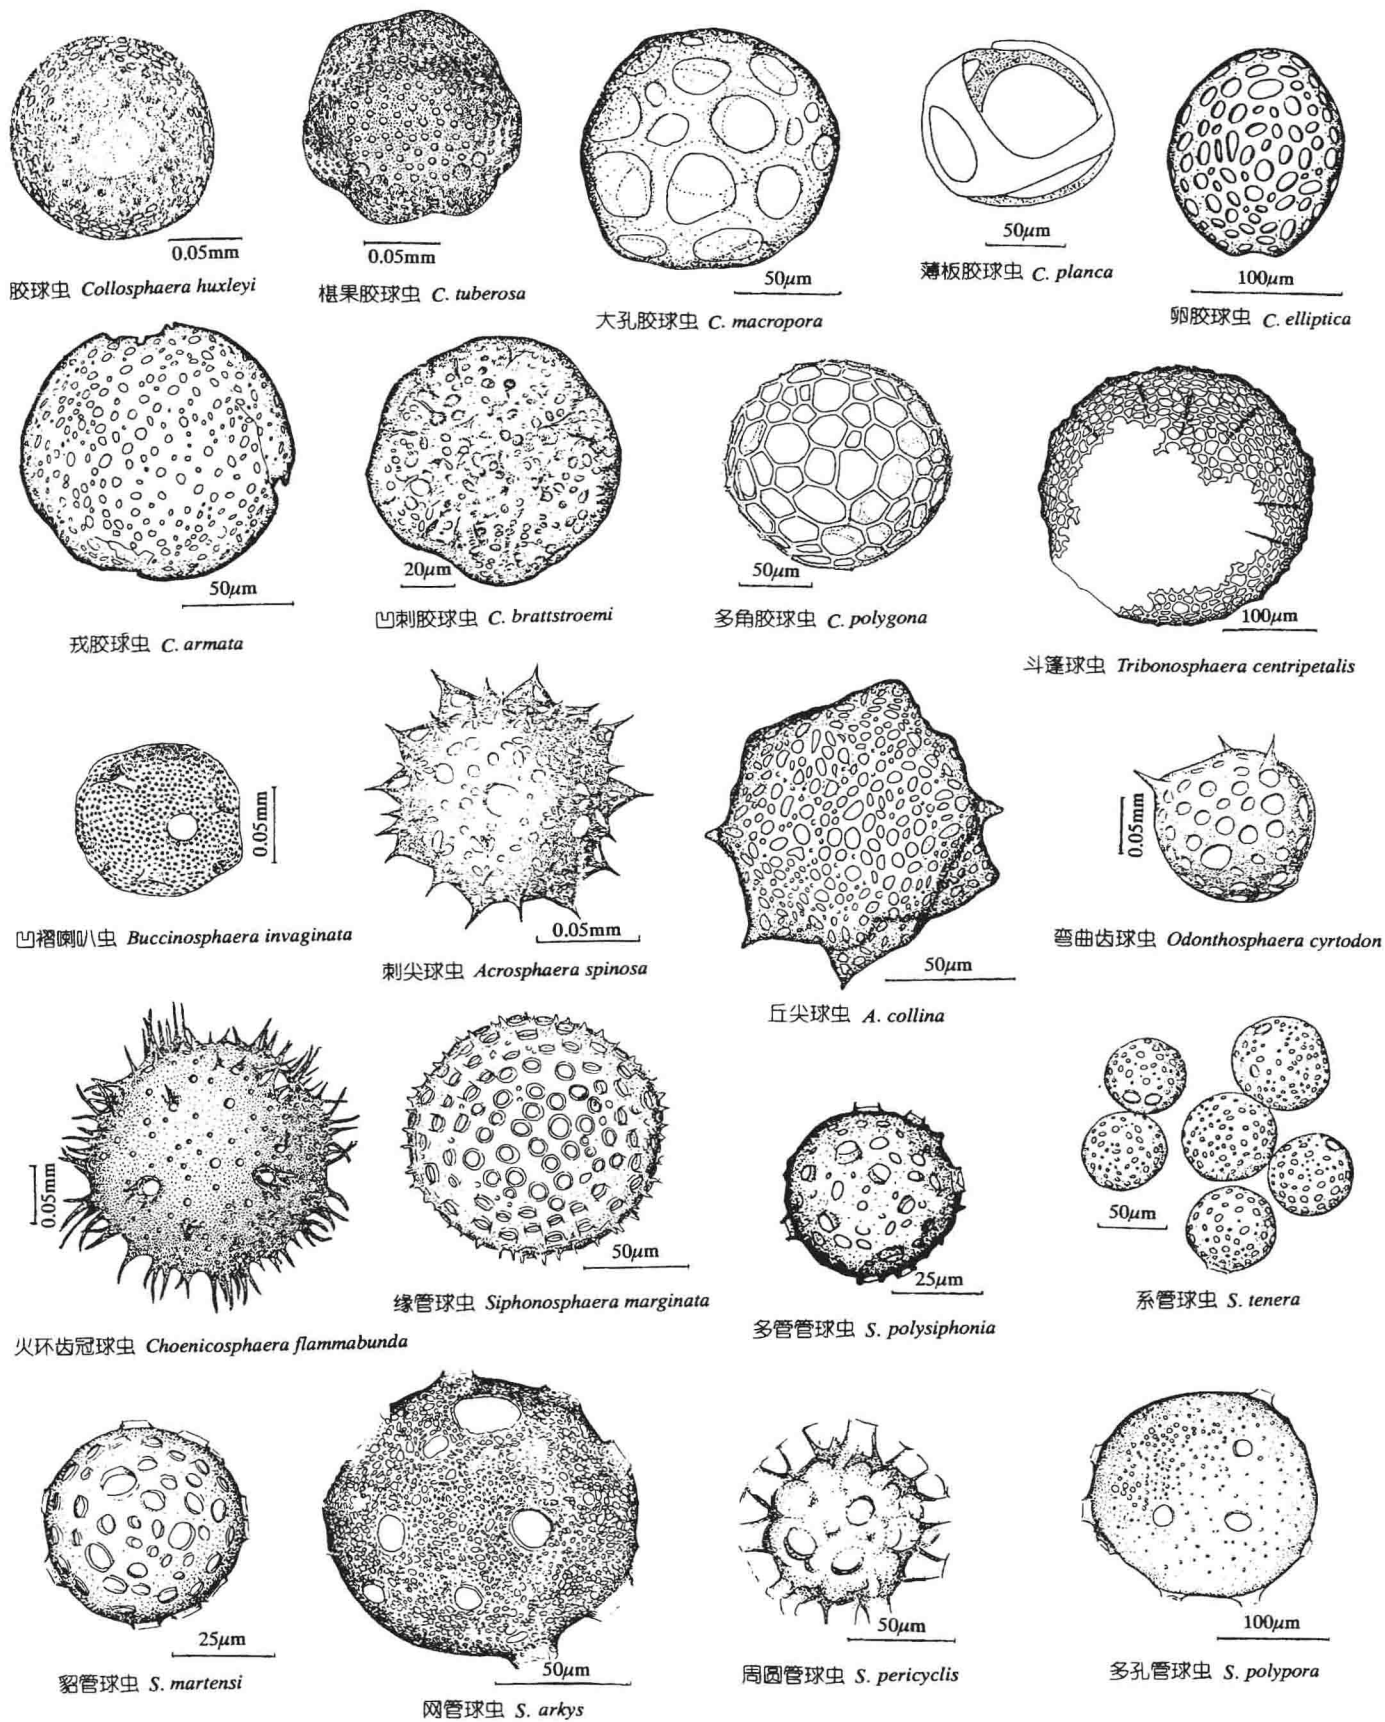 0.05mm
胶球虫 Collosphaera huxleyi
0.05mm
椹果胶球虫 C. tuberosa
50μm
大孔胶球虫 C. macropora
50μm
薄板胶球虫 C. planca
100μm
卵胶球虫 C. elliptica
50μm
戎胶球虫 C. armata
20μm
凹刺胶球虫 C. brattstroemi
50μm
多角胶球虫 C. polygona
100μm
斗篷球虫 Tribonosphaera centripetalis
0.05mm
凹褶喇叭虫 Buccinosphaera invaginata
0.05mm
刺尖球虫 Acrosphaera spinosa
50μm
丘尖球虫 A. collina
0.05mm
弯曲齿球虫 Odonthosphaera cyrtodon
0.05mm
火环齿冠球虫 Choenicosphaera flammabunda
50μm
缘管球虫 Siphonosphaera marginata
25μm
多管管球虫 S. polysiphonia
50μm
系管球虫 S. tenera
25μm
貂管球虫 S. martensi
50μm
网管球虫 S. arkys
50μm
周圆管球虫 S. pericyclis
100μm
多孔管球虫 S. polypora